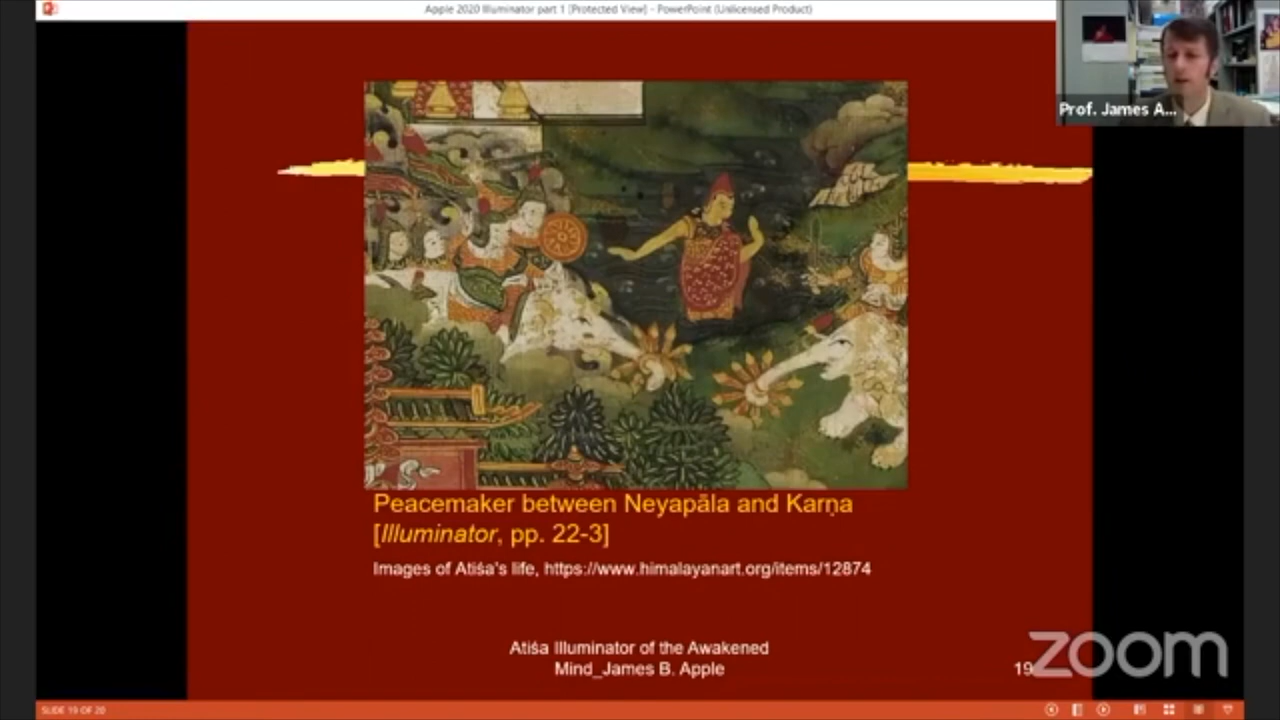 Apple 2020 Illuminator part 1 [Protected View] - PowerPoint (Unlicensed Product)
Prof. James A...
Peacemaker between Neyapāla and Karṇa
[Illuminator, pp. 22-3]
Images of Atiśa's life, https://www.himalayanart.org/items/12874
Atiśa Illuminator of the Awakened
Mind_James B. Apple
19
zoom
SLIDE 19 OF 20